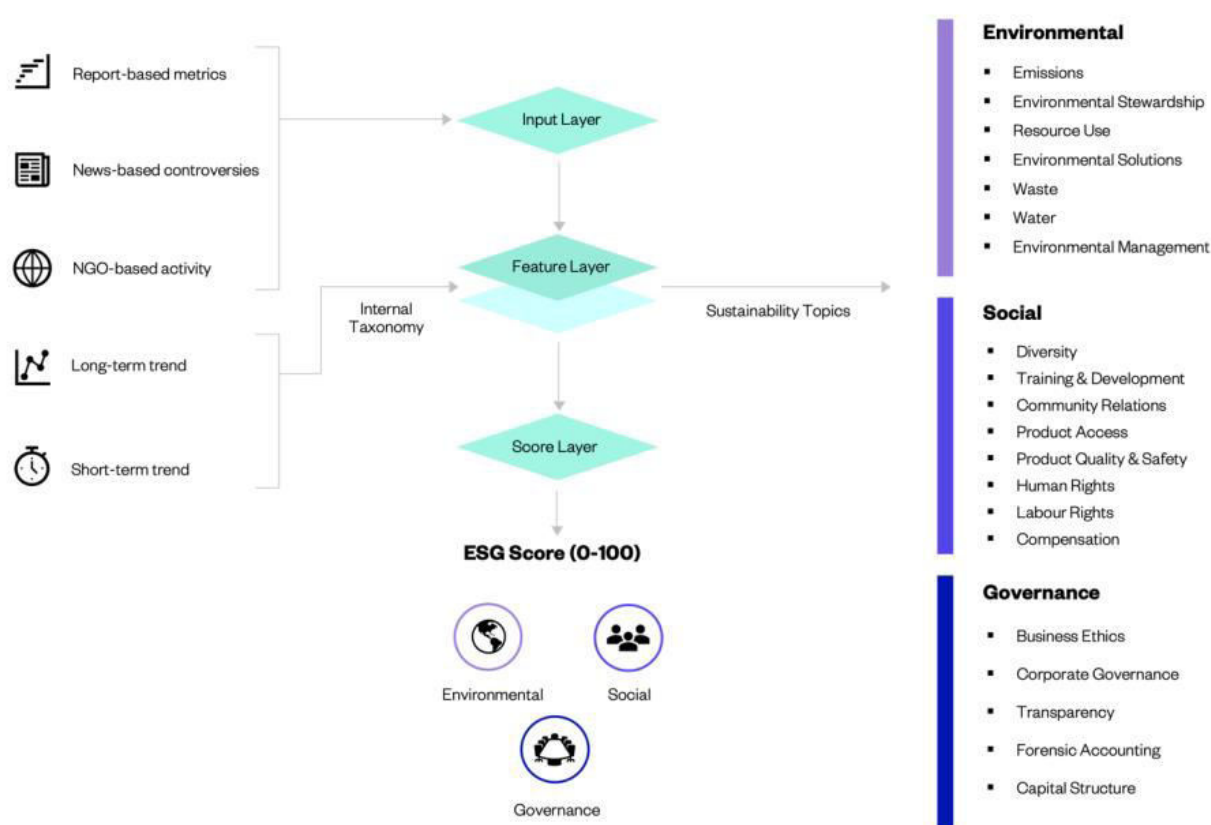 Report-based metrics
News-based controversies
NGO-based activity
Long-term trend
Short-term trend
Input Layer
Feature Layer
Internal
Taxonomy
Sustainability Topics
Score Layer
ESG Score (0-100)
Environmental
Social
Governance
Environmental
Emissions
Environmental Stewardship
Resource Use
Environmental Solutions
Waste
Water
Environmental Management
Social
Diversity
Training & Development
Community Relations
Product Access
Product Quality & Safety
Human Rights
Labour Rights
Compensation
Governance
Business Ethics
Corporate Governance
Transparency
Forensic Accounting
Capital Structure